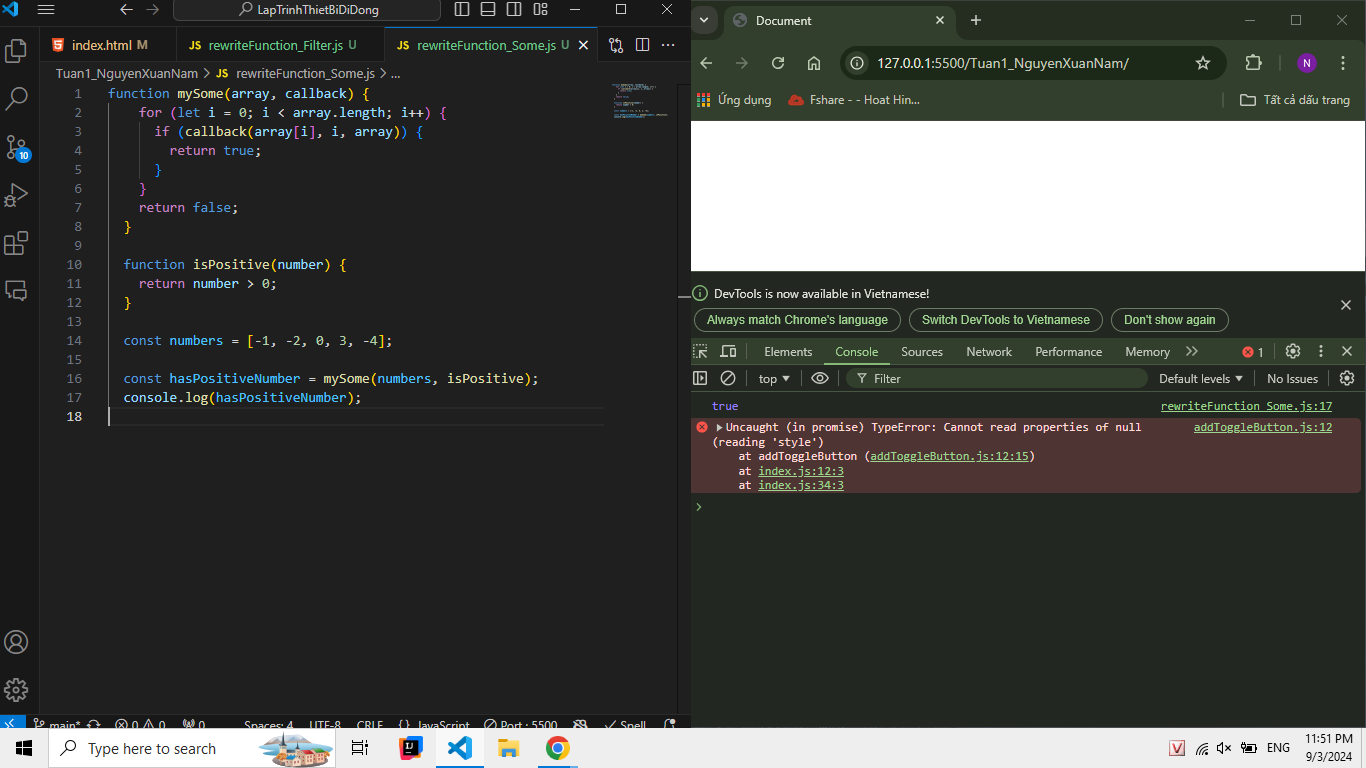 LapTrinhThietBiDiDong
index.html M
JS rewriteFunction_Filter.js U
JS rewriteFunction_Some.js U
Tuan1_NguyenXuanNam > JS rewriteFunction_Some.js > ...
1 function mySome(array, callback) {
2 for (let i = 0; i < array.length; i++) {
3 if (callback(array[i], i, array)) {
4 return true;
5 }
6 }
7 return false;
8 }
9
10 function isPositive(number) {
11 return number > 0;
12 }
13
14 const numbers = [-1, -2, 0, 3, -4];
15
16 const hasPositiveNumber = mySome(numbers, isPositive);
17 console.log(hasPositiveNumber);
18
10
main* 0 0 0 Spaces: 4 UTF-8 CRLF {} JavaScript Port : 5500 Spell
Document
127.0.0.1:5500/Tuan1_NguyenXuanNam/
N
Ứng dụng
Fshare - - Hoat Hin...
Tất cả dấu trang
DevTools is now available in Vietnamese!
Always match Chrome's language
Switch DevTools to Vietnamese
Don't show again
Elements Console Sources Network Performance Memory 1
top Filter Default levels No Issues
true rewriteFunction_Some.js:17
Uncaught (in promise) TypeError: Cannot read properties of null addToggleButton.js:12
(reading 'style')
at addToggleButton (addToggleButton.js:12:15)
at index.js:12:3
at index.js:34:3
Type here to search
ENG
11:51 PM
9/3/2024